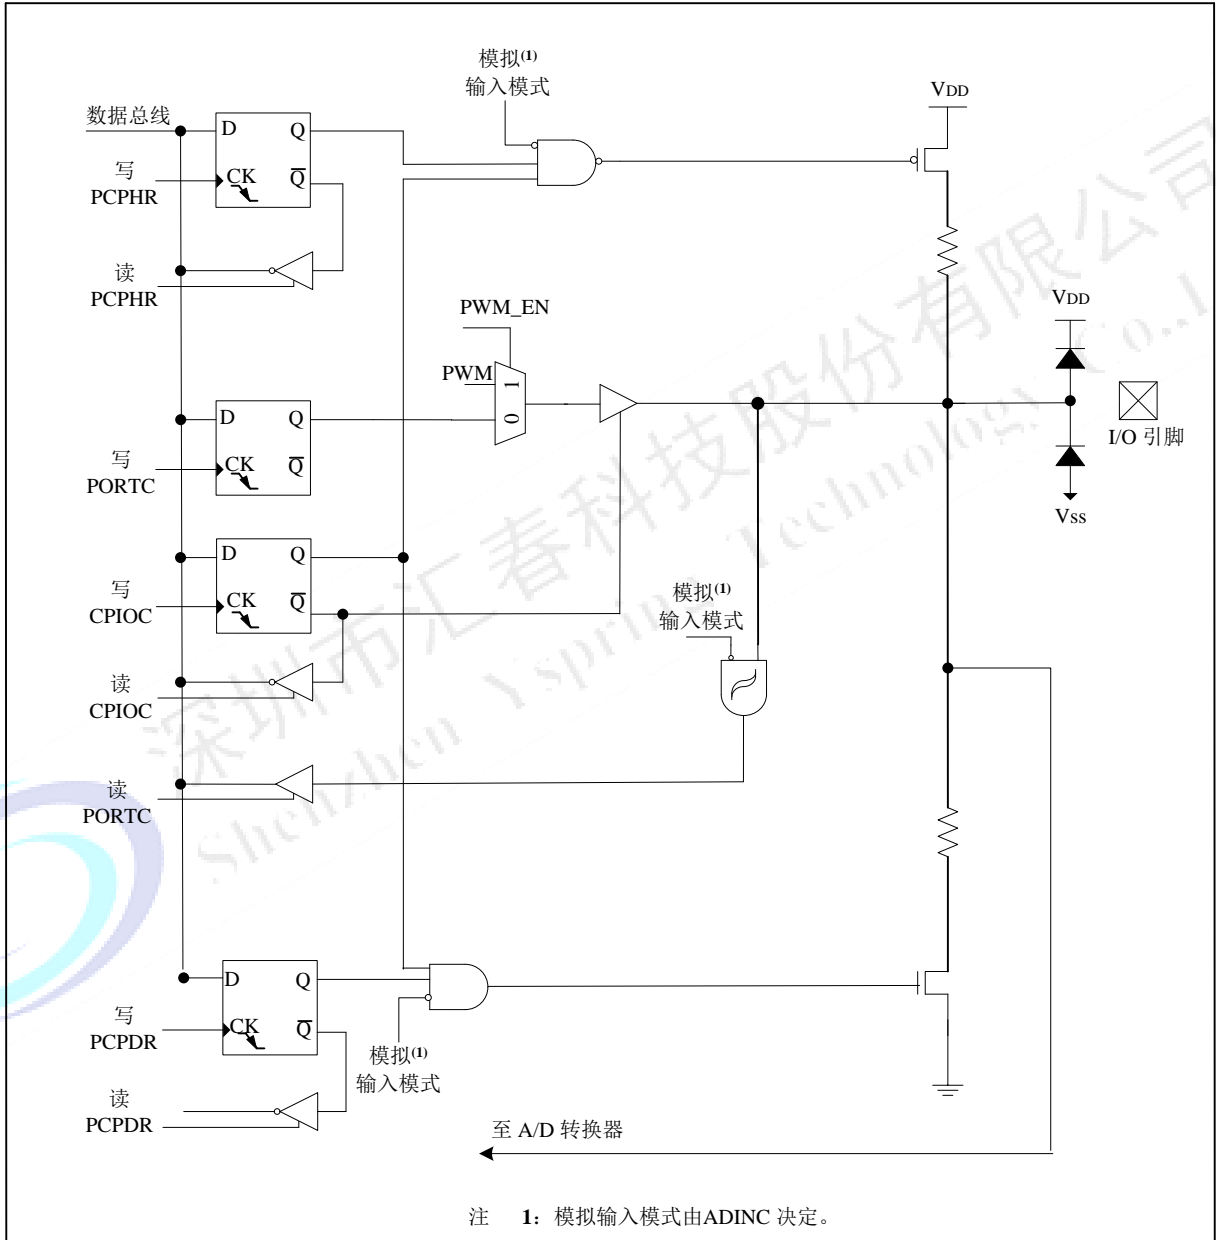 模拟(1)
输入模式
VDD
数据总线
D Q
写
PCPHR
CK Q
读
PCPHR
PWM_EN
VDD
PWM
1
0
D Q
I/O 引脚
写
PORTC
CK Q
VSS
D Q
写
CPIOC
CK Q
模拟(1)
输入模式
读
CPIOC
读
PORTC
D Q
写
PCPDR
CK Q
模拟(1)
输入模式
读
PCPDR
至 A/D 转换器
注 1：模拟输入模式由ADINC 决定。
深圳市汇春科技股份有限公司
Shenzhen Yspring Technology Co.,L